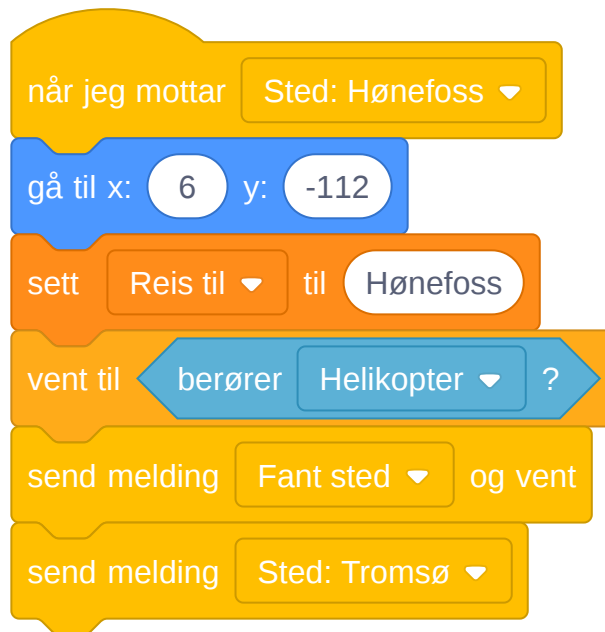 når jeg mottar Sted: Hønefoss
gå til x: 6 y: -112
sett Reis til til Hønefoss
vent til berører Helikopter ?
send melding Fant sted og vent
send melding Sted: Tromsø